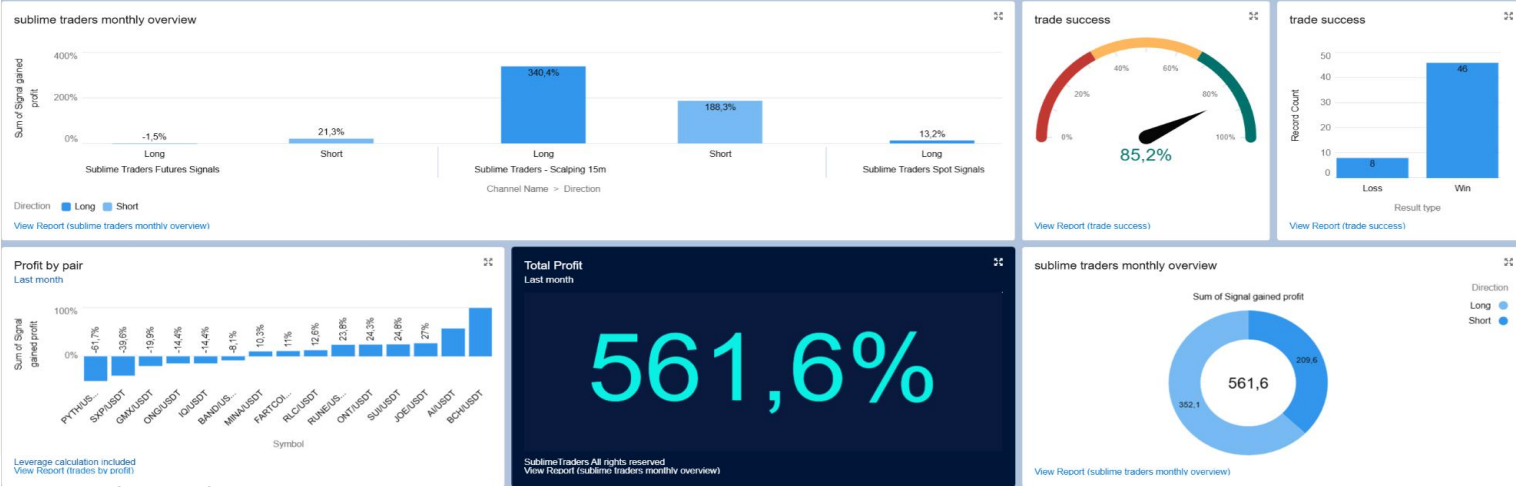 sublime traders monthly overview
Sum of Signal gained profit
400%
200%
0%
-1,5%
21,3%
340,4%
188,3%
13,2%
Long
Short
Long
Short
Long
Sublime Traders Futures Signals
Sublime Traders - Scalping 15m
Sublime Traders Spot Signals
Channel Name > Direction
Direction Long Short
View Report (sublime traders monthly overview)
trade success
0%
20%
40%
60%
80%
100%
85,2%
View Report (trade success)
trade success
Record Count
50
40
30
20
10
0
8
46
Loss
Win
Result type
View Report (trade success)
Profit by pair
Last month
Sum of Signal gained profit
100%
0%
-61,7%
-39,6%
-19,9%
-14,4%
-14,4%
-8,1%
10,3%
11%
12,6%
23,8%
24,3%
24,8%
27%
PYTH/US...
SXP/USDT
GMX/USDT
ONG/USDT
IQ/USDT
BAND/US...
MINA/USDT
FARTCOI...
RLC/USDT
RUNE/US...
ONT/USDT
SUI/USDT
JOE/USDT
AI/USDT
BCH/USDT
Symbol
Leverage calculation included
View Report (trades by profit)
Total Profit
Last month
561,6%
SublimeTraders All rights reserved
View Report (sublime traders monthly overview)
sublime traders monthly overview
Sum of Signal gained profit
Direction
Long
Short
209,6
561,6
352,1
View Report (sublime traders monthly overview)